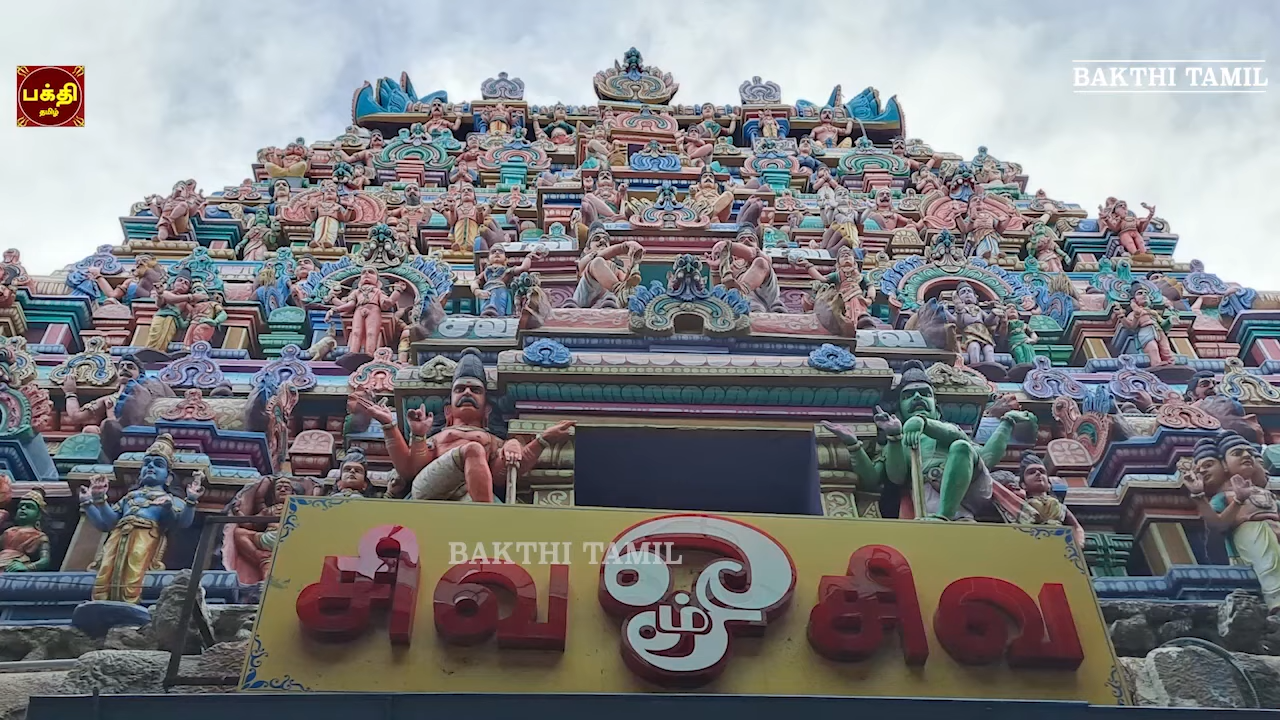 பக்தி
தமிழ்
BAKTHI TAMIL
சிவ
சிவ
BAKTHI TAMIL
சிவ ஓம் சிவ